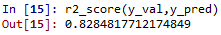 In [15]: r2_score(y_val,y_pred)
Out[15]: 0.8284817712174849